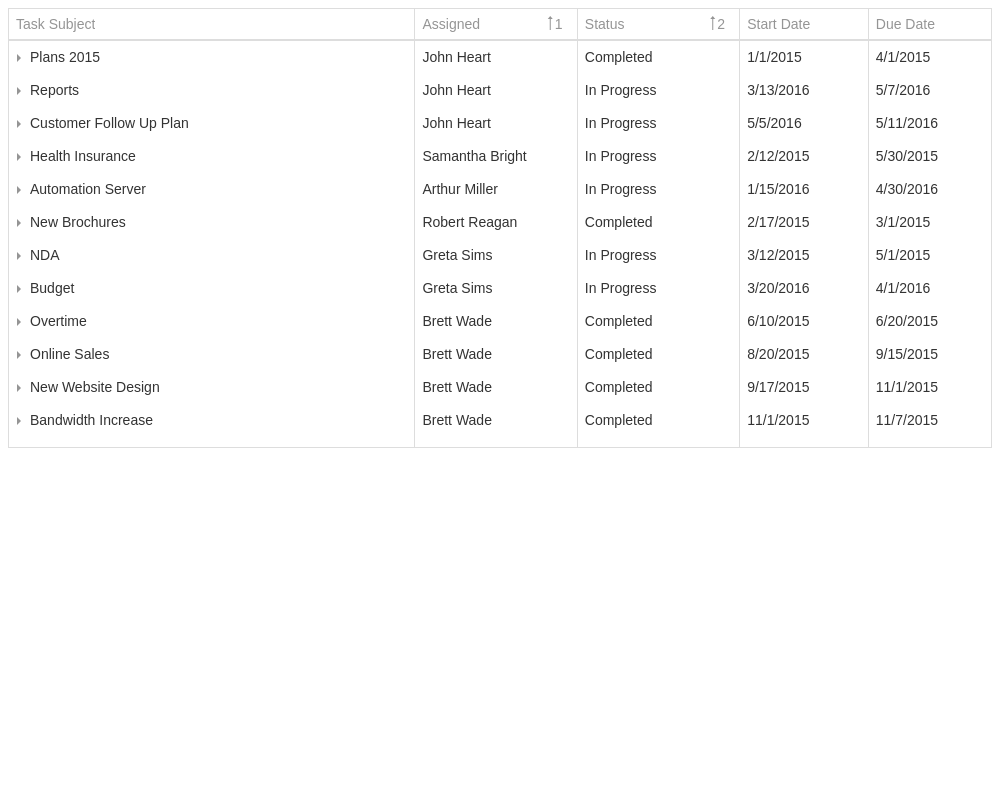 Task Subject Assigned 1 Status 2 Start Date Due Date
Plans 2015 John Heart Completed 1/1/2015 4/1/2015
Reports John Heart In Progress 3/13/2016 5/7/2016
Customer Follow Up Plan John Heart In Progress 5/5/2016 5/11/2016
Health Insurance Samantha Bright In Progress 2/12/2015 5/30/2015
Automation Server Arthur Miller In Progress 1/15/2016 4/30/2016
New Brochures Robert Reagan Completed 2/17/2015 3/1/2015
NDA Greta Sims In Progress 3/12/2015 5/1/2015
Budget Greta Sims In Progress 3/20/2016 4/1/2016
Overtime Brett Wade Completed 6/10/2015 6/20/2015
Online Sales Brett Wade Completed 8/20/2015 9/15/2015
New Website Design Brett Wade Completed 9/17/2015 11/1/2015
Bandwidth Increase Brett Wade Completed 11/1/2015 11/7/2015